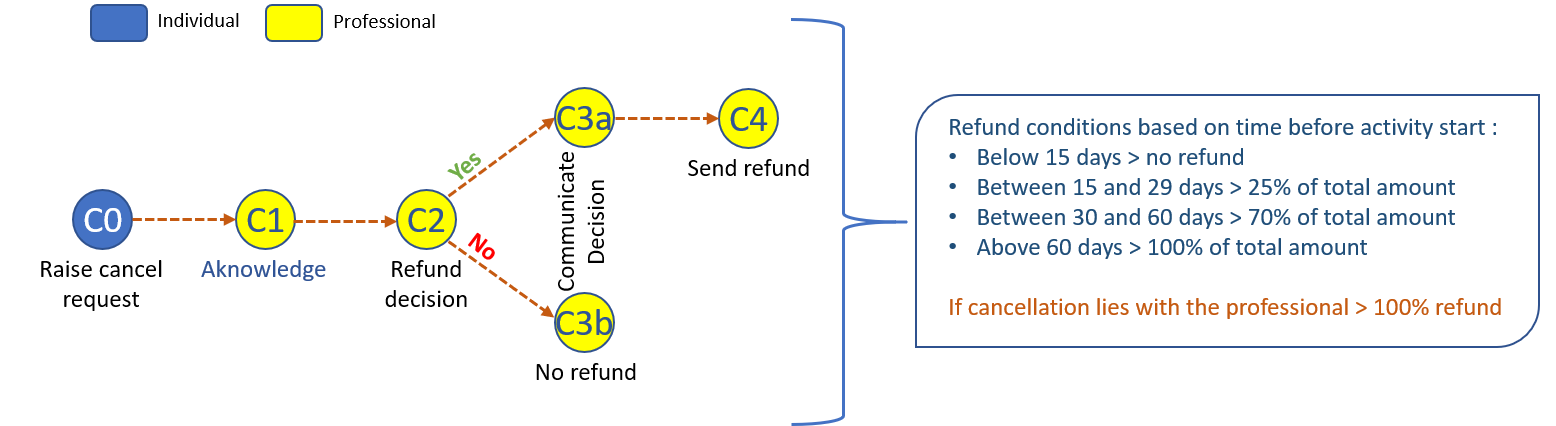 Individual
Professional
C0
Raise cancel
request
C1
Aknowledge
C2
Refund
decision
Yes
No
C3a
Communicate
Decision
C3b
No refund
C4
Send refund
Refund conditions based on time before activity start :
• Below 15 days > no refund
• Between 15 and 29 days > 25% of total amount
• Between 30 and 60 days > 70% of total amount
• Above 60 days > 100% of total amount
If cancellation lies with the professional > 100% refund